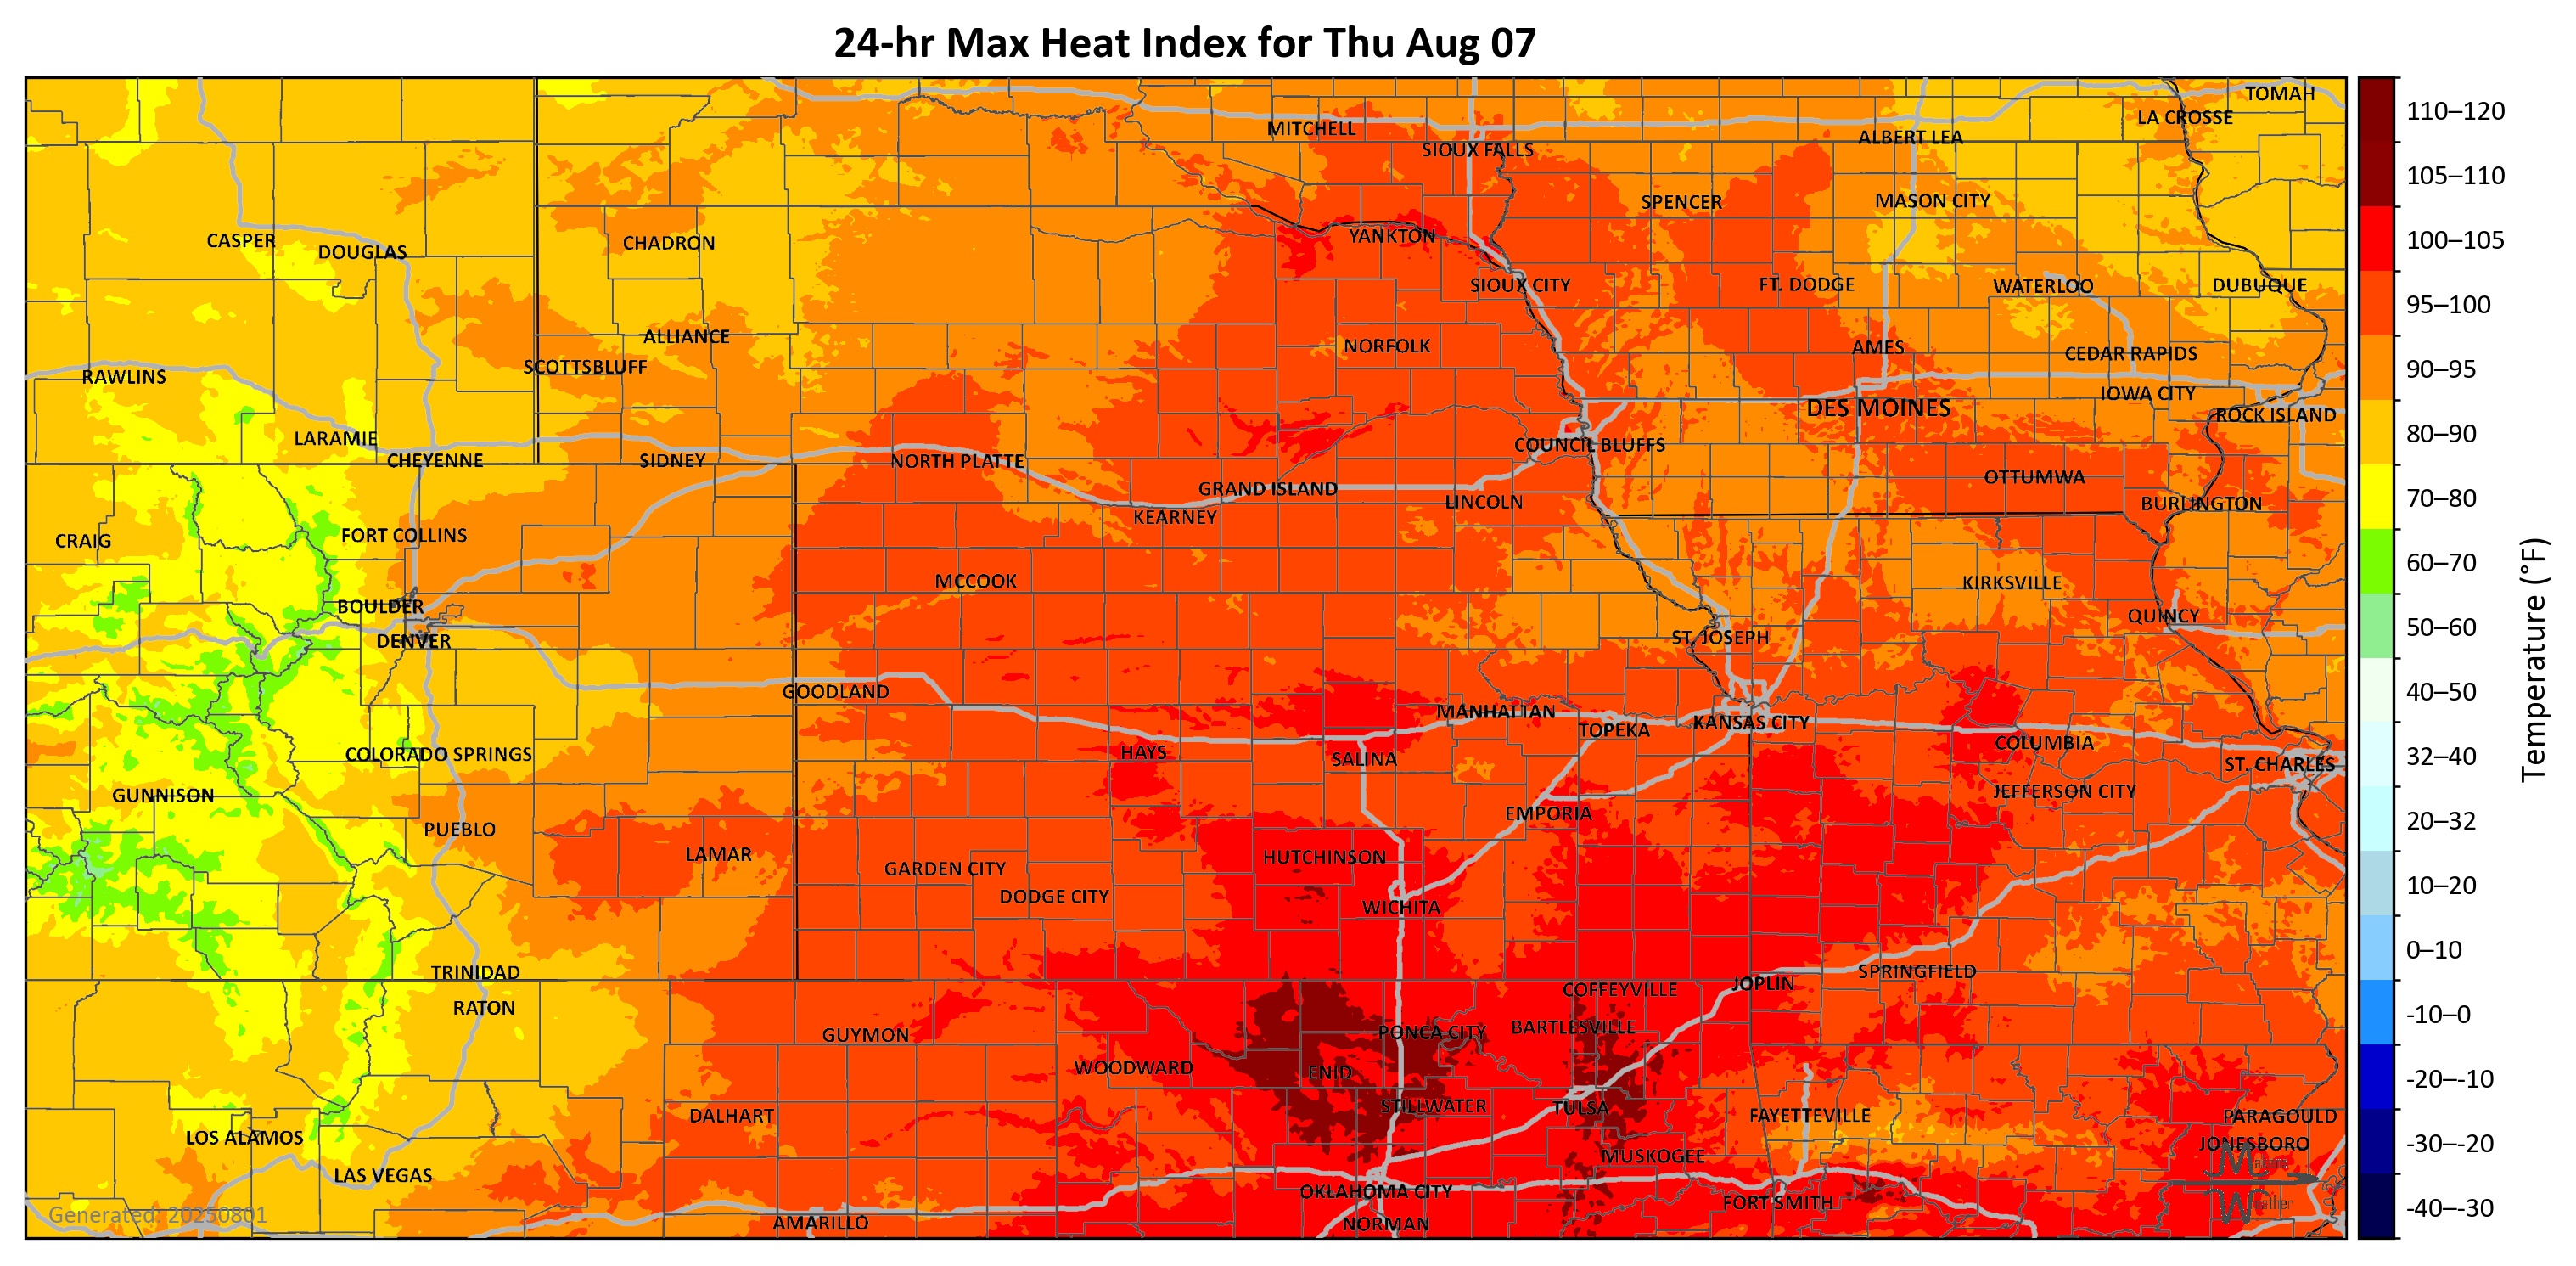 24-hr Max Heat Index for Thu Aug 07
TOMAH
LA CROSSE
MITCHELL
ALBERT LEA
SIOUX FALLS
MASON CITY
SPENCER
YANKTON
CASPER
CHADRON
DOUGLAS
SIOUX CITY
FT. DODGE
WATERLOO
DUBUQUE
ALLIANCE
NORFOLK
AMES
CEDAR RAPIDS
SCOTTSBLUFF
RAWLINS
IOWA CITY
DES MOINES
ROCK ISLAND
LARAMIE
COUNCIL BLUFFS
CHEYENNE
SIDNEY
NORTH PLATTE
OTTUMWA
GRAND ISLAND
LINCOLN
BURLINGTON
KEARNEY
FORT COLLINS
CRAIG
MCCOOK
KIRKSVILLE
BOULDER
QUINCY
DENVER
ST. JOSEPH
GOODLAND
MANHATTAN
KANSAS CITY
TOPEKA
COLUMBIA
HAYS
COLORADO SPRINGS
SALINA
ST. CHARLES
JEFFERSON CITY
GUNNISON
EMPORIA
PUEBLO
LAMAR
HUTCHINSON
GARDEN CITY
DODGE CITY
WICHITA
TRINIDAD
SPRINGFIELD
JOPLIN
COFFEYVILLE
RATON
BARTLESVILLE
PONCA CITY
GUYMON
WOODWARD
ENID
STILLWATER
TULSA
DALHART
FAYETTEVILLE
PARAGOULD
LOS ALAMOS
JONESBORO
MUSKOGEE
LAS VEGAS
OKLAHOMA CITY
FORT SMITH
AMARILLO
NORMAN
Generated: 20250801
110–120
105–110
100–105
95–100
90–95
80–90
70–80
60–70
50–60
40–50
32–40
20–32
10–20
0–10
-10–0
-20–-10
-30–-20
-40–-30
Temperature (°F)